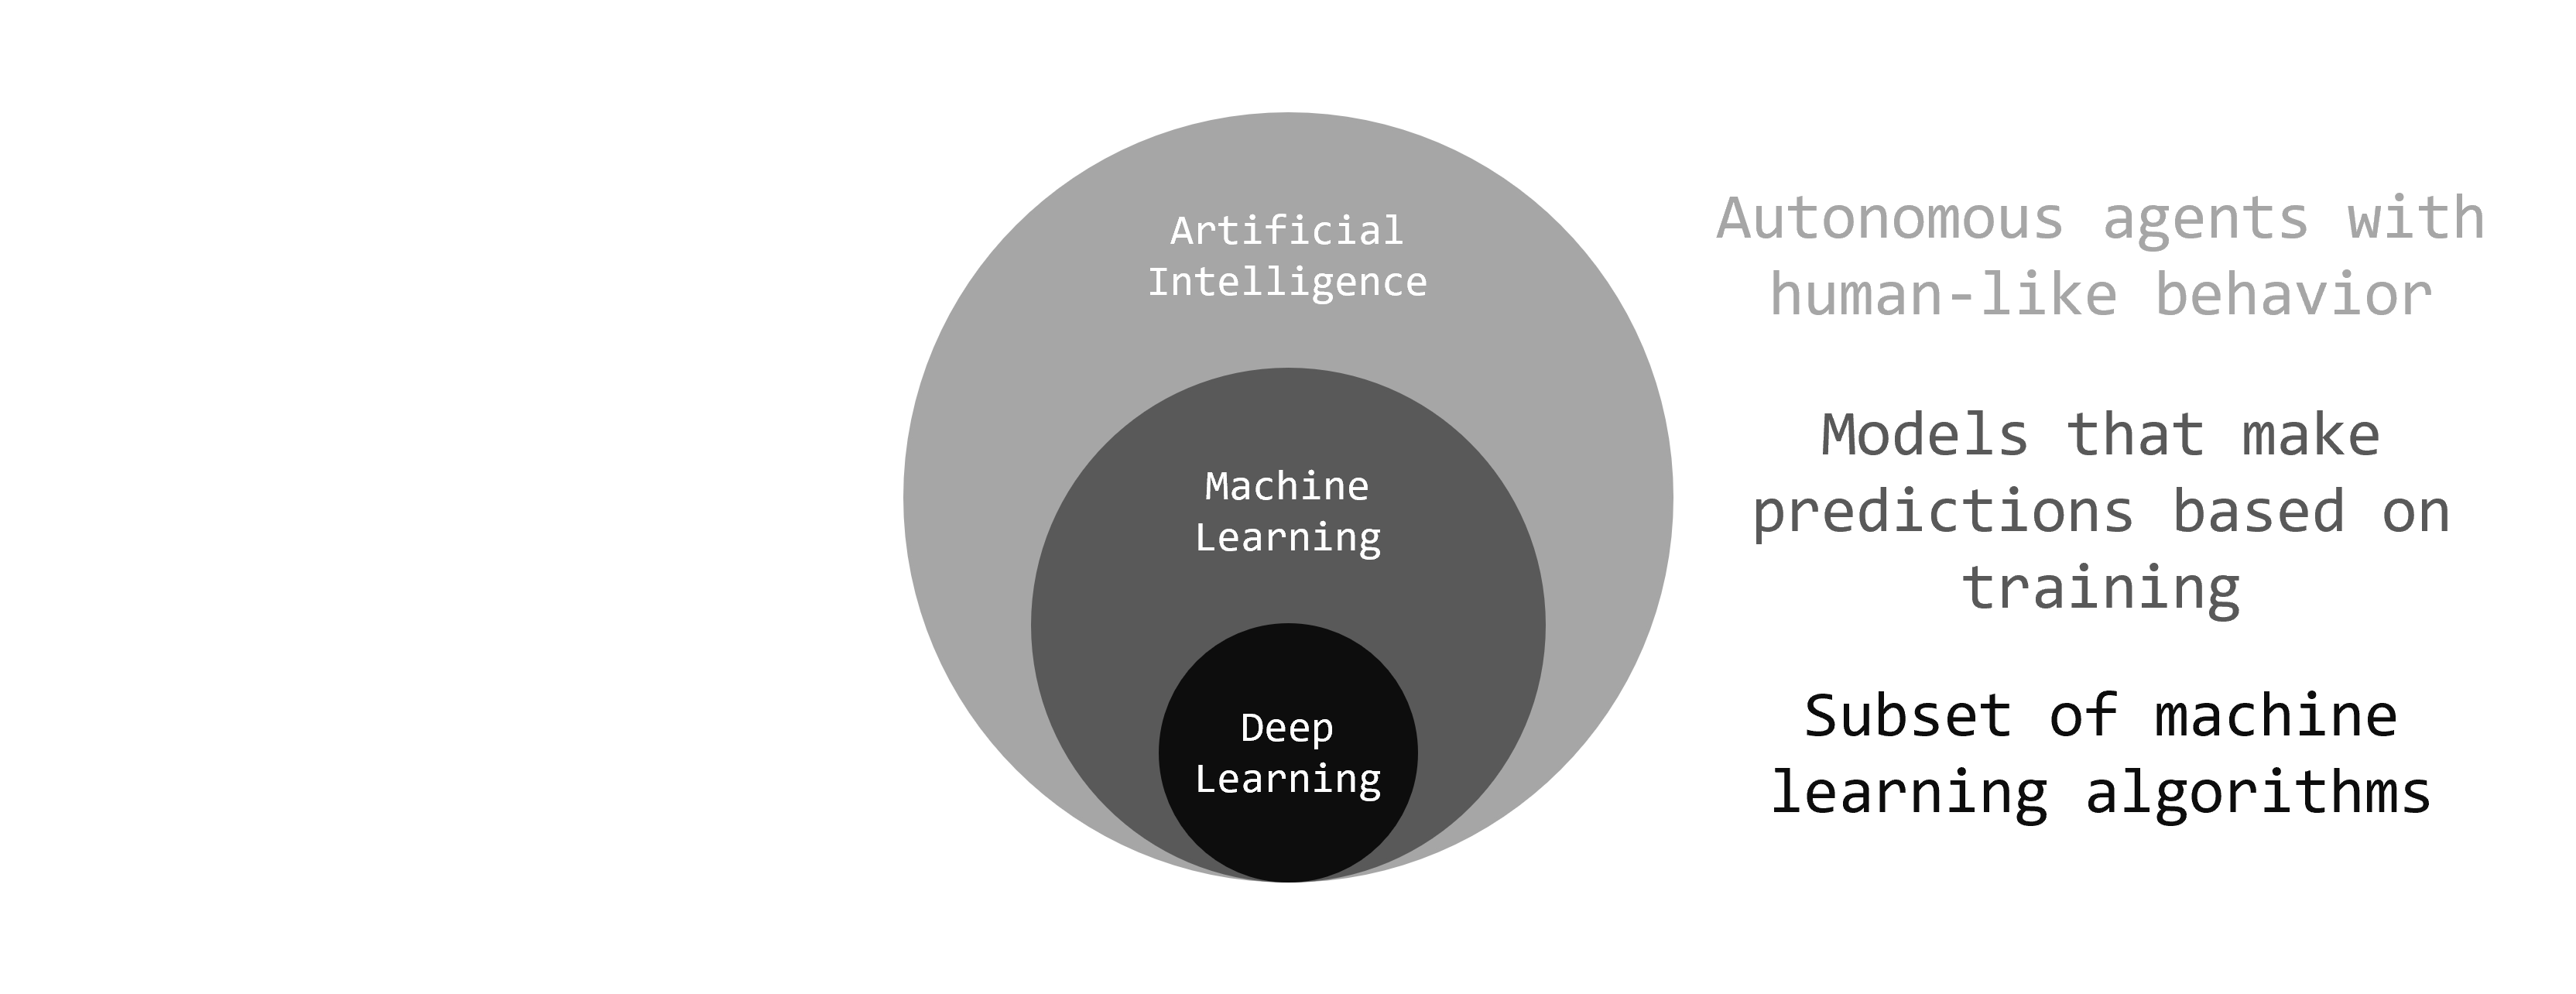 Artificial
Intelligence
Machine
Learning
Deep
Learning
Autonomous agents with
human-like behavior
Models that make
predictions based on
training
Subset of machine
learning algorithms